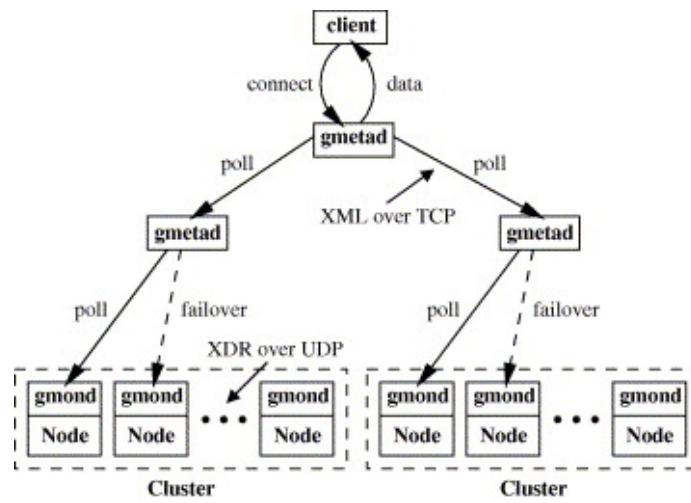 client
connect
data
gmetad
poll
poll
XML over TCP
gmetad
gmetad
poll
failover
poll
failover
XDR over UDP
gmond
gmond
gmond
gmond
gmond
gmond
Node
Node
Node
Node
Node
Node
Cluster
Cluster